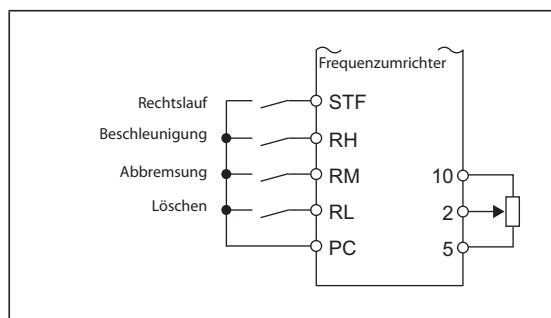 Frequenzumrichter
Rechtslauf STF
Beschleunigung RH
Abbremsung RM 10
Löschen RL 2
PC 5